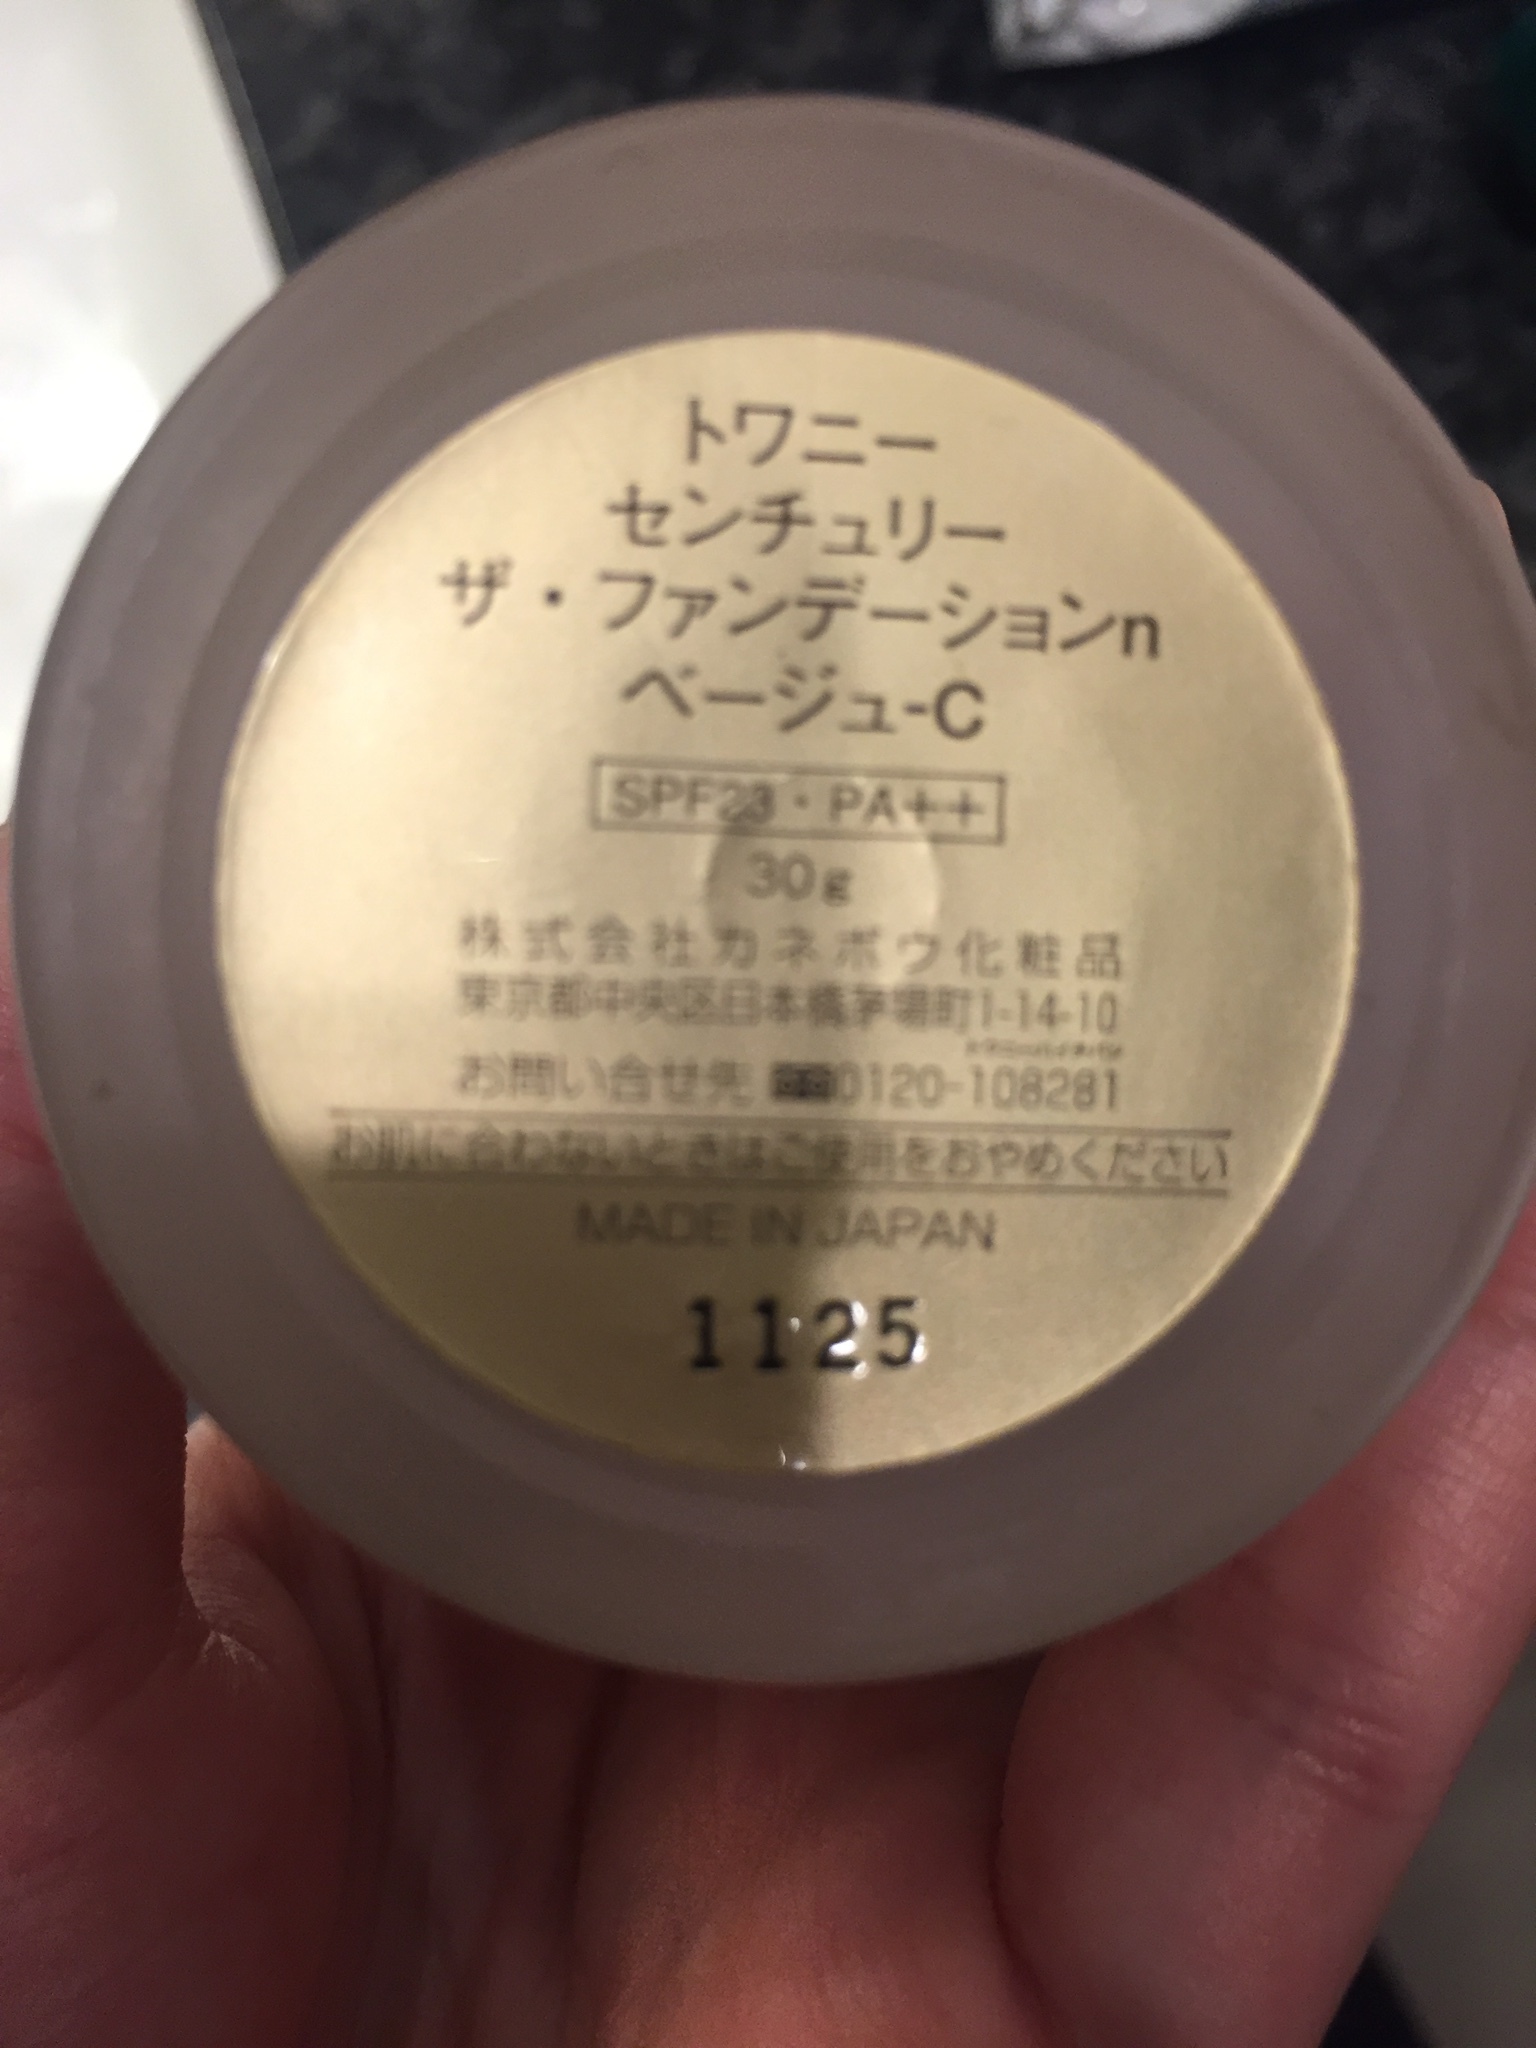 トワニー
センチュリー
ザ・ファンデーションn
ベージュ-C
SPF23・PA++
30g
株式会社カネボウ化粧品
東京都中央区日本橋茅場町1-14-10
お問い合せ先 0120-108281
お肌に合わないときはご使用をおやめください
MADE IN JAPAN
1125